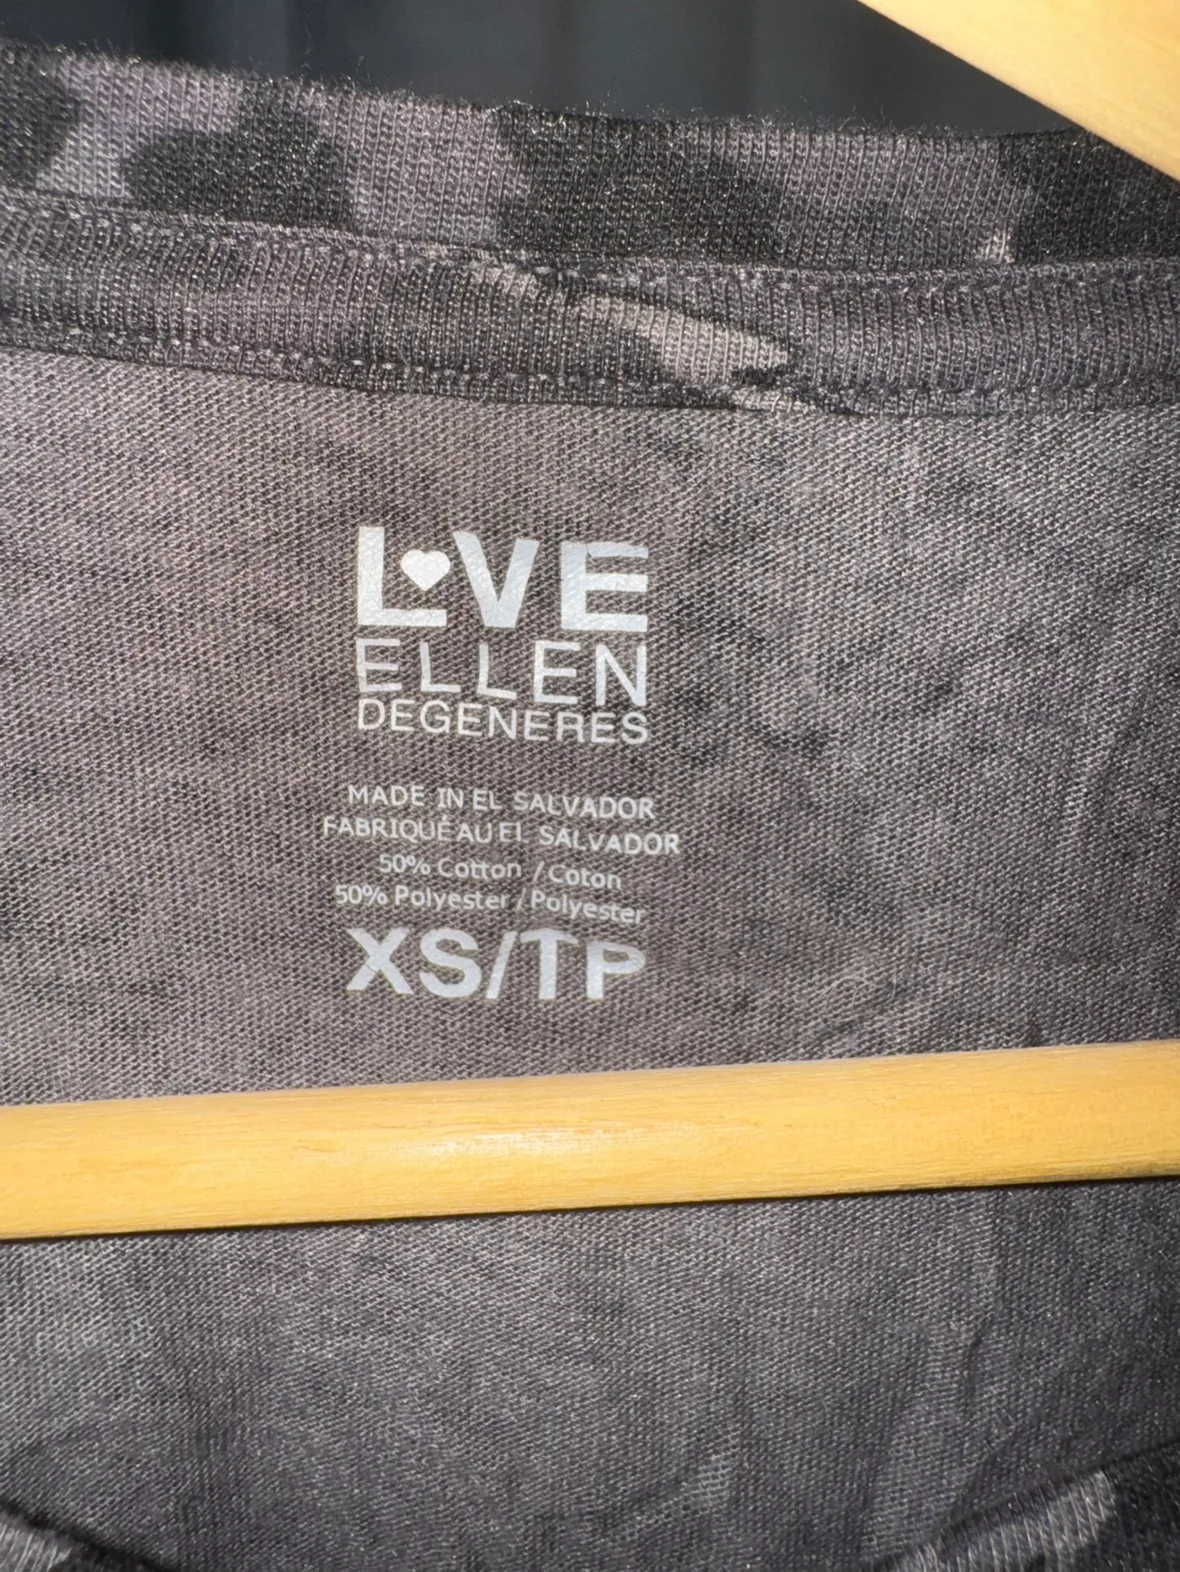 L♥VE
ELLEN
DEGENERES
MADE IN EL SALVADOR
FABRIQUÉ AU EL SALVADOR
50% Cotton / Coton
50% Polyester / Polyester
XS/TP